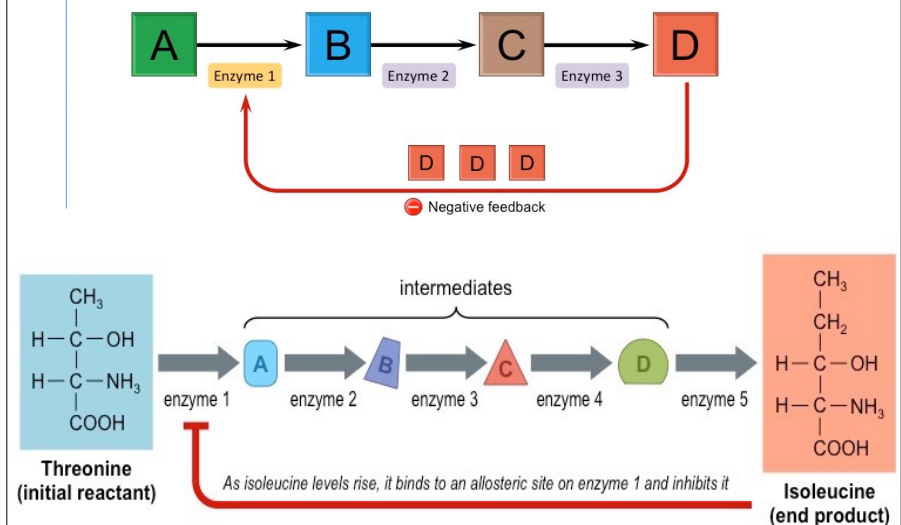 A
B
C
D
Enzyme 1
Enzyme 2
Enzyme 3
D
D
D
Negative feedback
intermediates
CH3
H–C–OH
H–C–NH3
COOH
Threonine
(initial reactant)
enzyme 1
A
enzyme 2
B
enzyme 3
C
enzyme 4
D
enzyme 5
CH3
CH2
H–C–OH
H–C–NH3
COOH
Isoleucine
(end product)
As isoleucine levels rise, it binds to an allosteric site on enzyme 1 and inhibits it